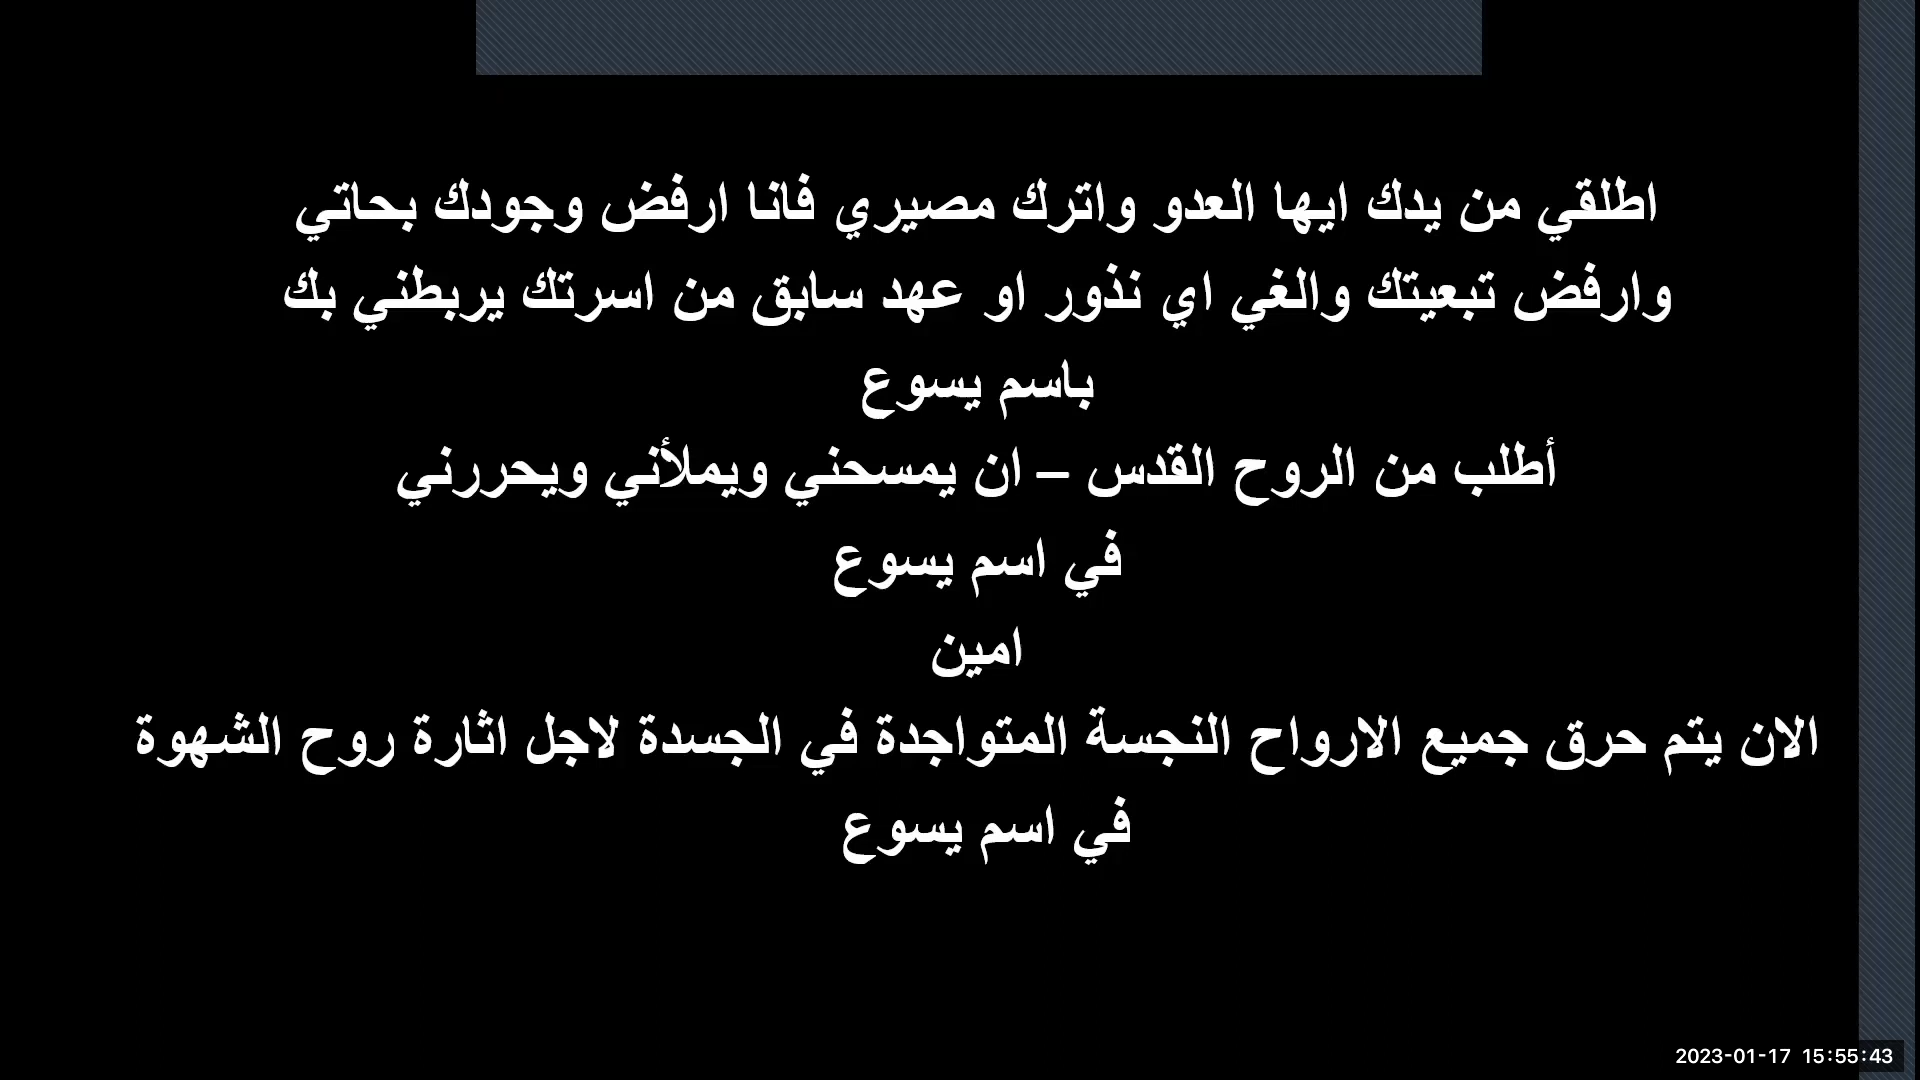 اطلقي من يدك ايها العدو واترك مصيري فانا ارفض وجودك بحاتي
وارفض تبعيتك والغي اي نذور او عهد سابق من اسرتك يربطني بك
باسم يسوع
أطلب من الروح القدس – ان يمسحني ويملأني ويحررني
في اسم يسوع
امين
الان يتم حرق جميع الارواح النجسة المتواجدة في الجسدة لاجل اثارة روح الشهوة
في اسم يسوع
2023-01-17 15:55:43